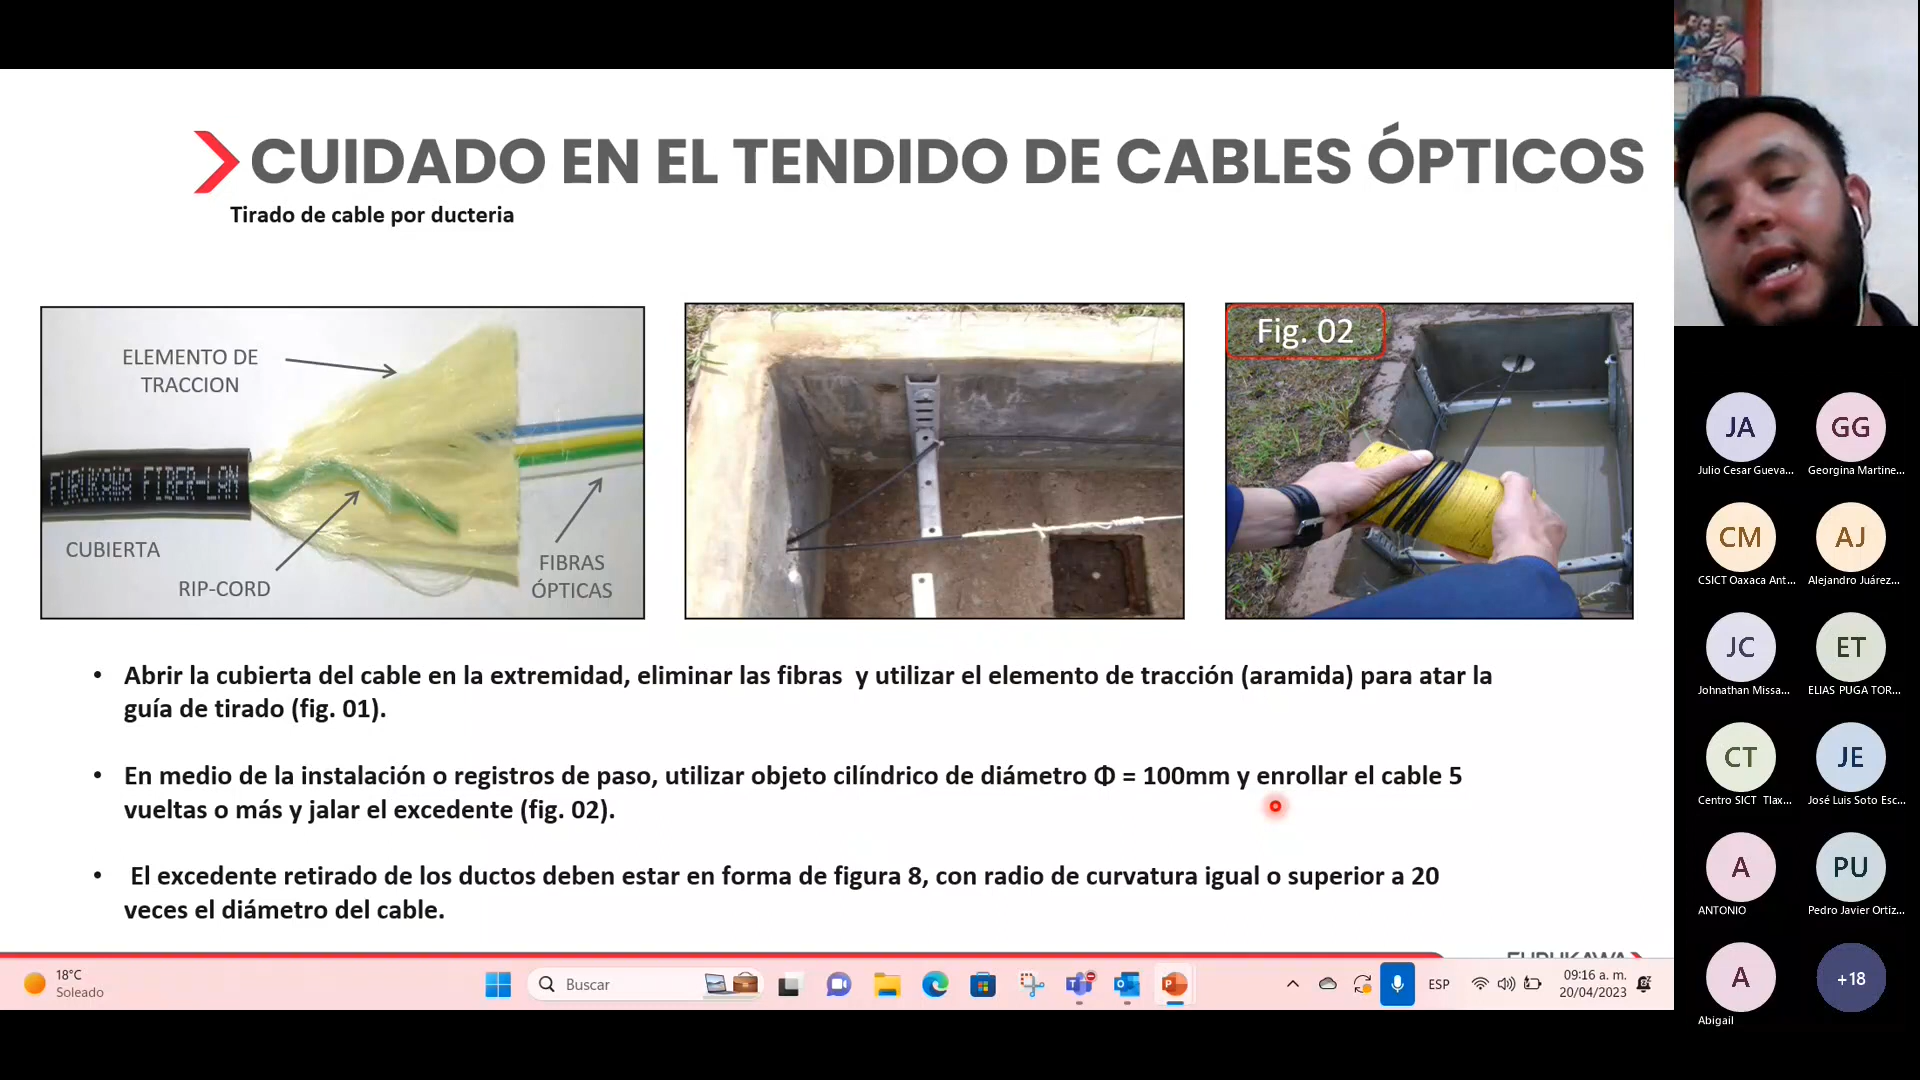 CUIDADO EN EL TENDIDO DE CABLES ÓPTICOS
Tirado de cable por ducteria
ELEMENTO DE
TRACCION
FURUKAWA FIBER-LAN
CUBIERTA
RIP-CORD
FIBRAS
ÓPTICAS
Fig. 02
• Abrir la cubierta del cable en la extremidad, eliminar las fibras y utilizar el elemento de tracción (aramida) para atar la
guía de tirado (fig. 01).
• En medio de la instalación o registros de paso, utilizar objeto cilíndrico de diámetro Φ = 100mm y enrollar el cable 5
vueltas o más y jalar el excedente (fig. 02).
• El excedente retirado de los ductos deben estar en forma de figura 8, con radio de curvatura igual o superior a 20
veces el diámetro del cable.
FURUKAWA
18°C
Soleado
Buscar
ESP
09:16 a. m.
20/04/2023
JA
Julio Cesar Gueva...
GG
Georgina Martine...
CM
CSICT Oaxaca Ant...
AJ
Alejandro Juárez...
JC
Johnathan Missa...
ET
ELIAS PUGA TOR...
CT
Centro SICT Tlax...
JE
José Luis Soto Esc...
A
ANTONIO
PU
Pedro Javier Ortiz...
A
Abigail
+18